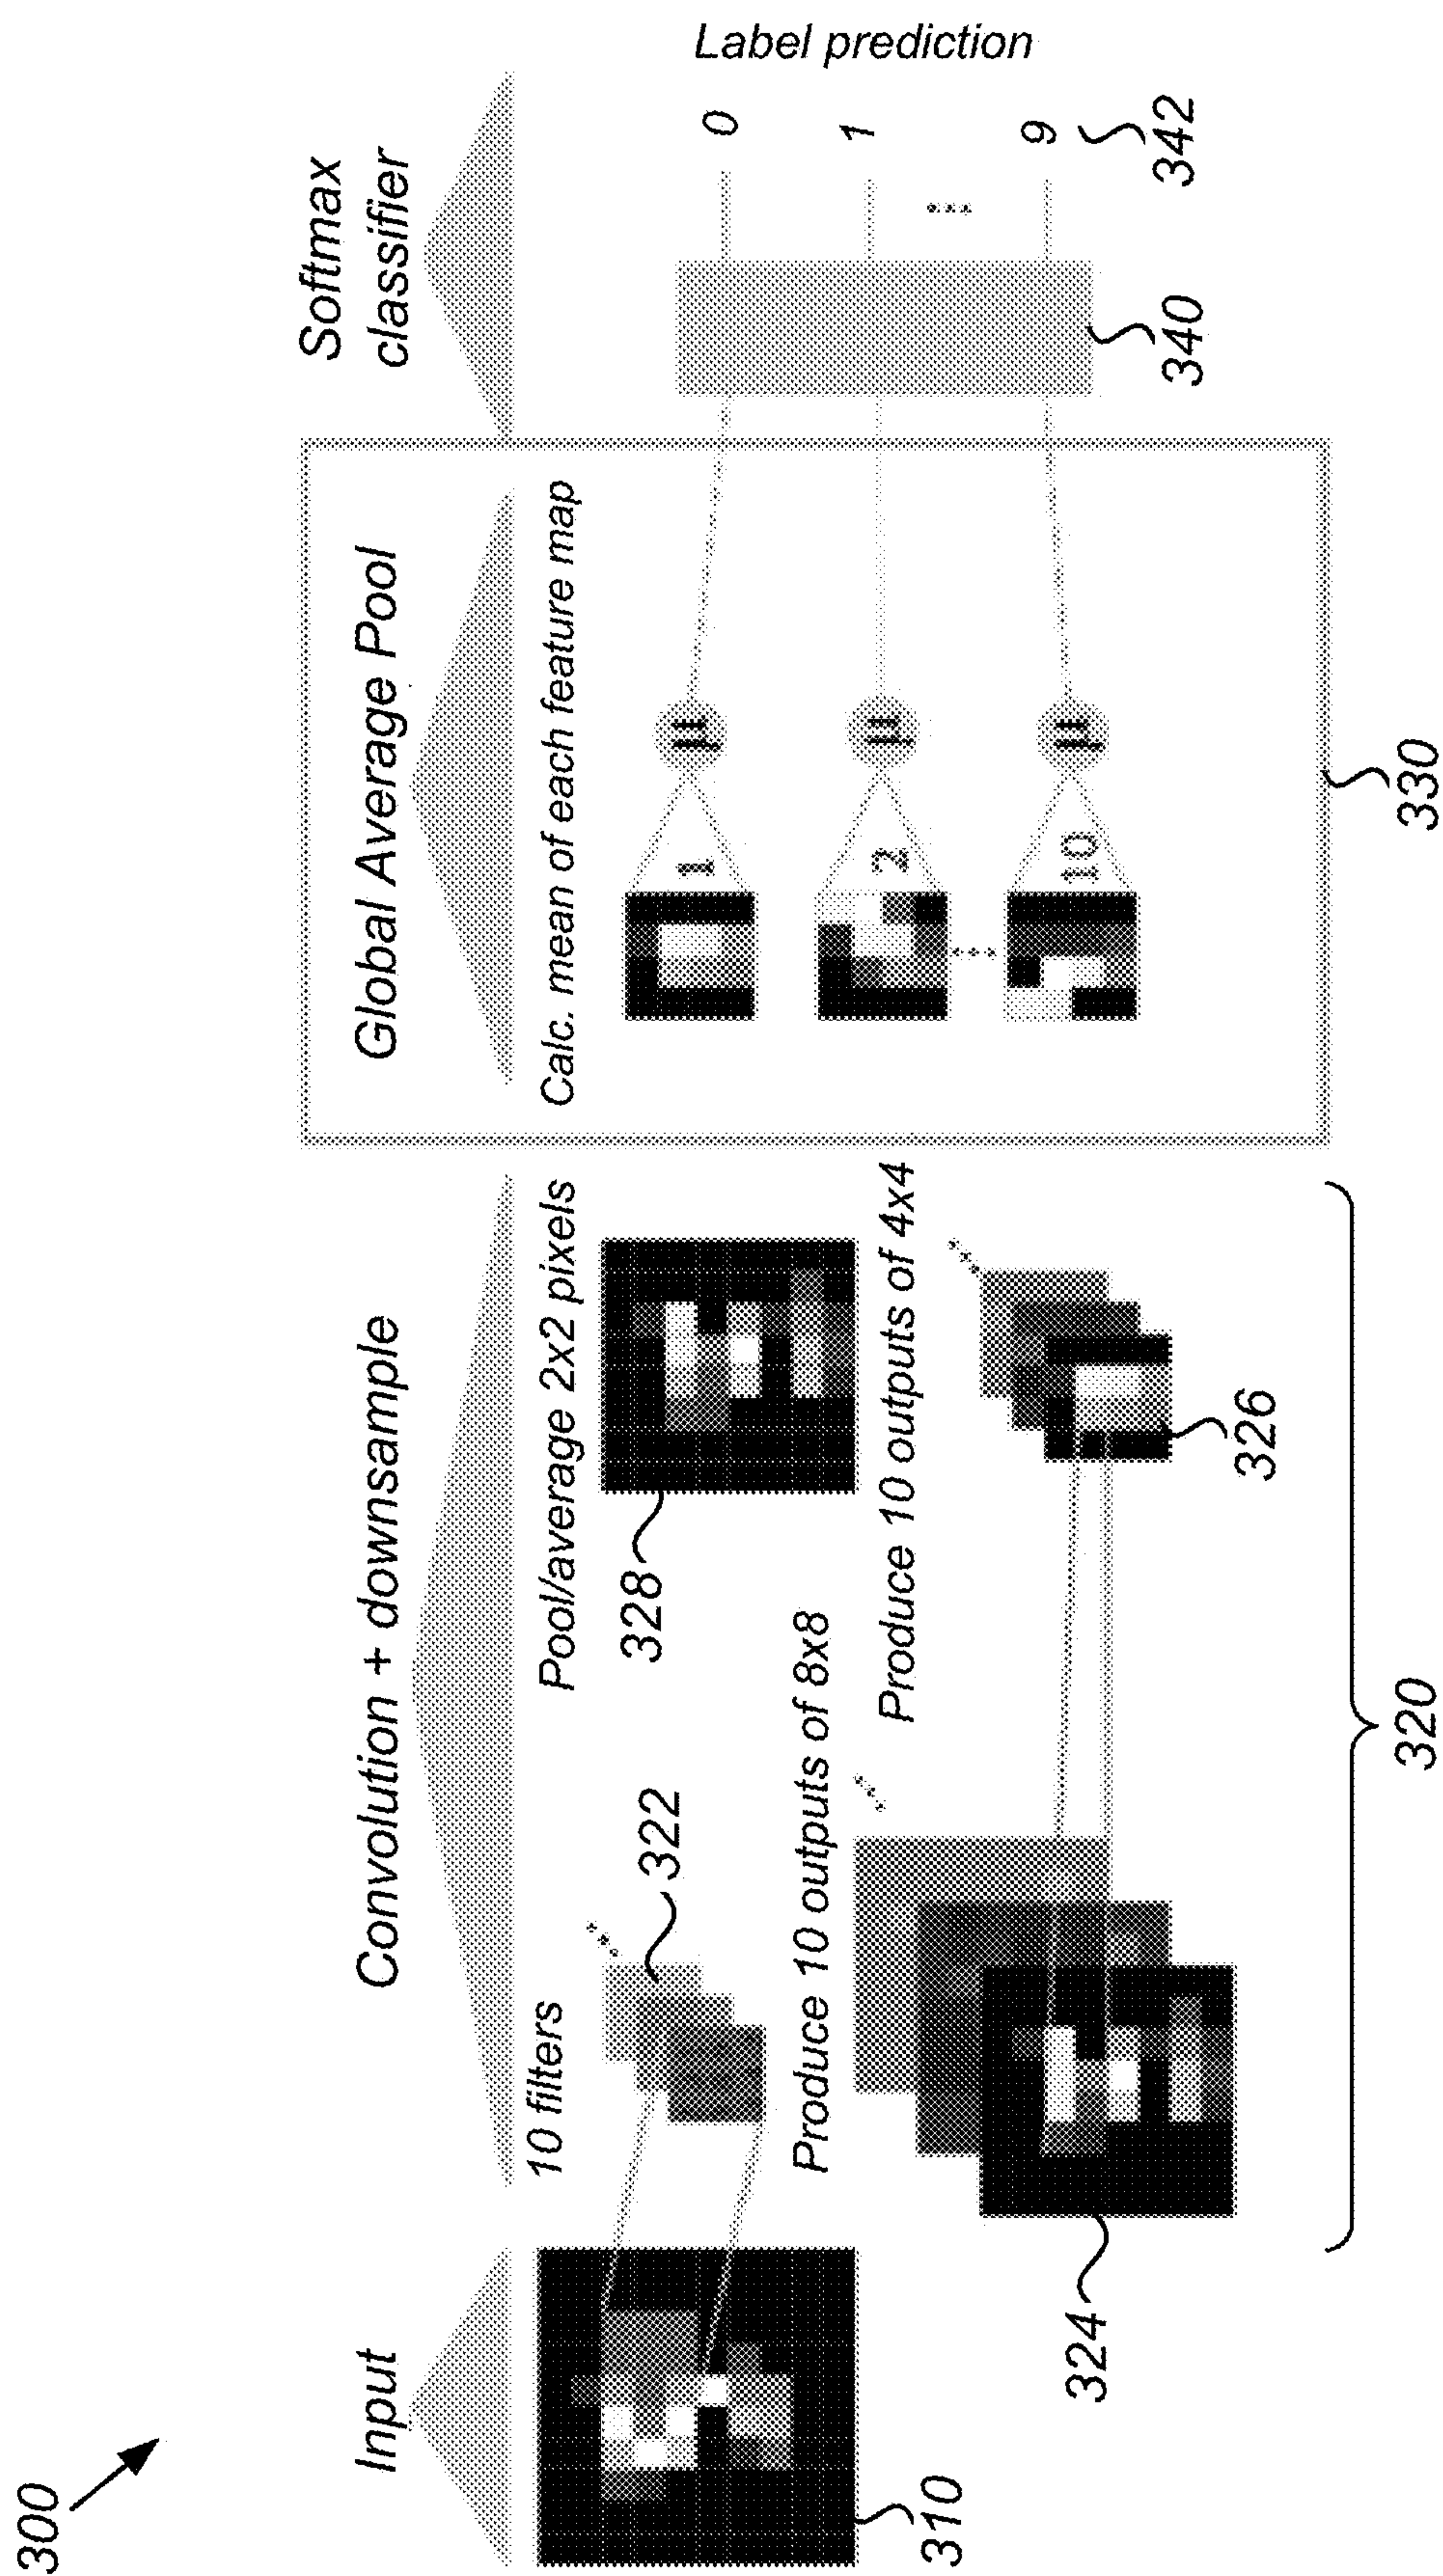 300
Input
310
Convolution + downsample
10 filters
322
Produce 10 outputs of 8x8
324
Pool/average 2x2 pixels
328
Produce 10 outputs of 4x4
326
320
Global Average Pool
Calc. mean of each feature map
1
μ
2
μ
10
μ
330
Softmax
classifier
340
0
1
9
342
Label prediction